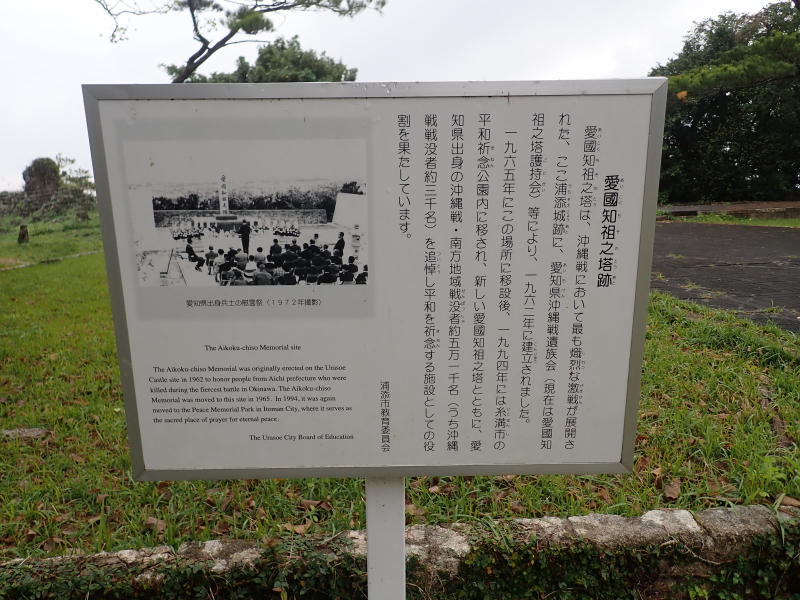 愛國知祖之塔跡
愛國知祖之塔は、沖縄戦において最も熾烈な激戦が展開さ
れた、ここ浦添城跡に、愛知県沖縄戦遺族会（現在は愛國知
祖之塔護持会）等により、一九六二年に建立されました。
一九六五年にこの場所に移設後、一九九四年には糸満市の
平和祈念公園内に移され、新しい愛國知祖之塔とともに、愛
知県出身の沖縄戦・南方地域戦没者約五万一千名（うち沖縄
戦戦没者約三千名）を追悼し平和を祈念する施設としての役
割を果たしています。
浦添市教育委員会
愛知県出身兵士の慰霊祭（１９７２年撮影）
The Aikoku-chiso Memorial site
The Aikoku-chiso Memorial was originally erected on the Urasoe
Castle site in 1962 to honor people from Aichi prefecture who were
killed during the fiercest battle in Okinawa. The Aikoku-chiso
Memorial was moved to this site in 1965. In 1994, it was again
moved to the Peace Memorial Park in Itoman City, where it serves as
the sacred place of prayer for eternal peace.
The Urasoe City Board of Education